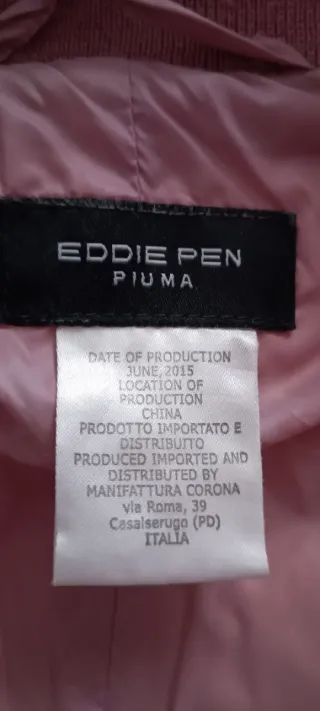 EDDIE PEN
PIUMA
DATE OF PRODUCTION
JUNE, 2015
LOCATION OF
PRODUCTION
CHINA
PRODOTTO IMPORTATO E
DISTRIBUITO
PRODUCED IMPORTED AND
DISTRIBUTED BY
MANIFATTURA CORONA
via Roma, 39
Casalserugo (PD)
ITALIA